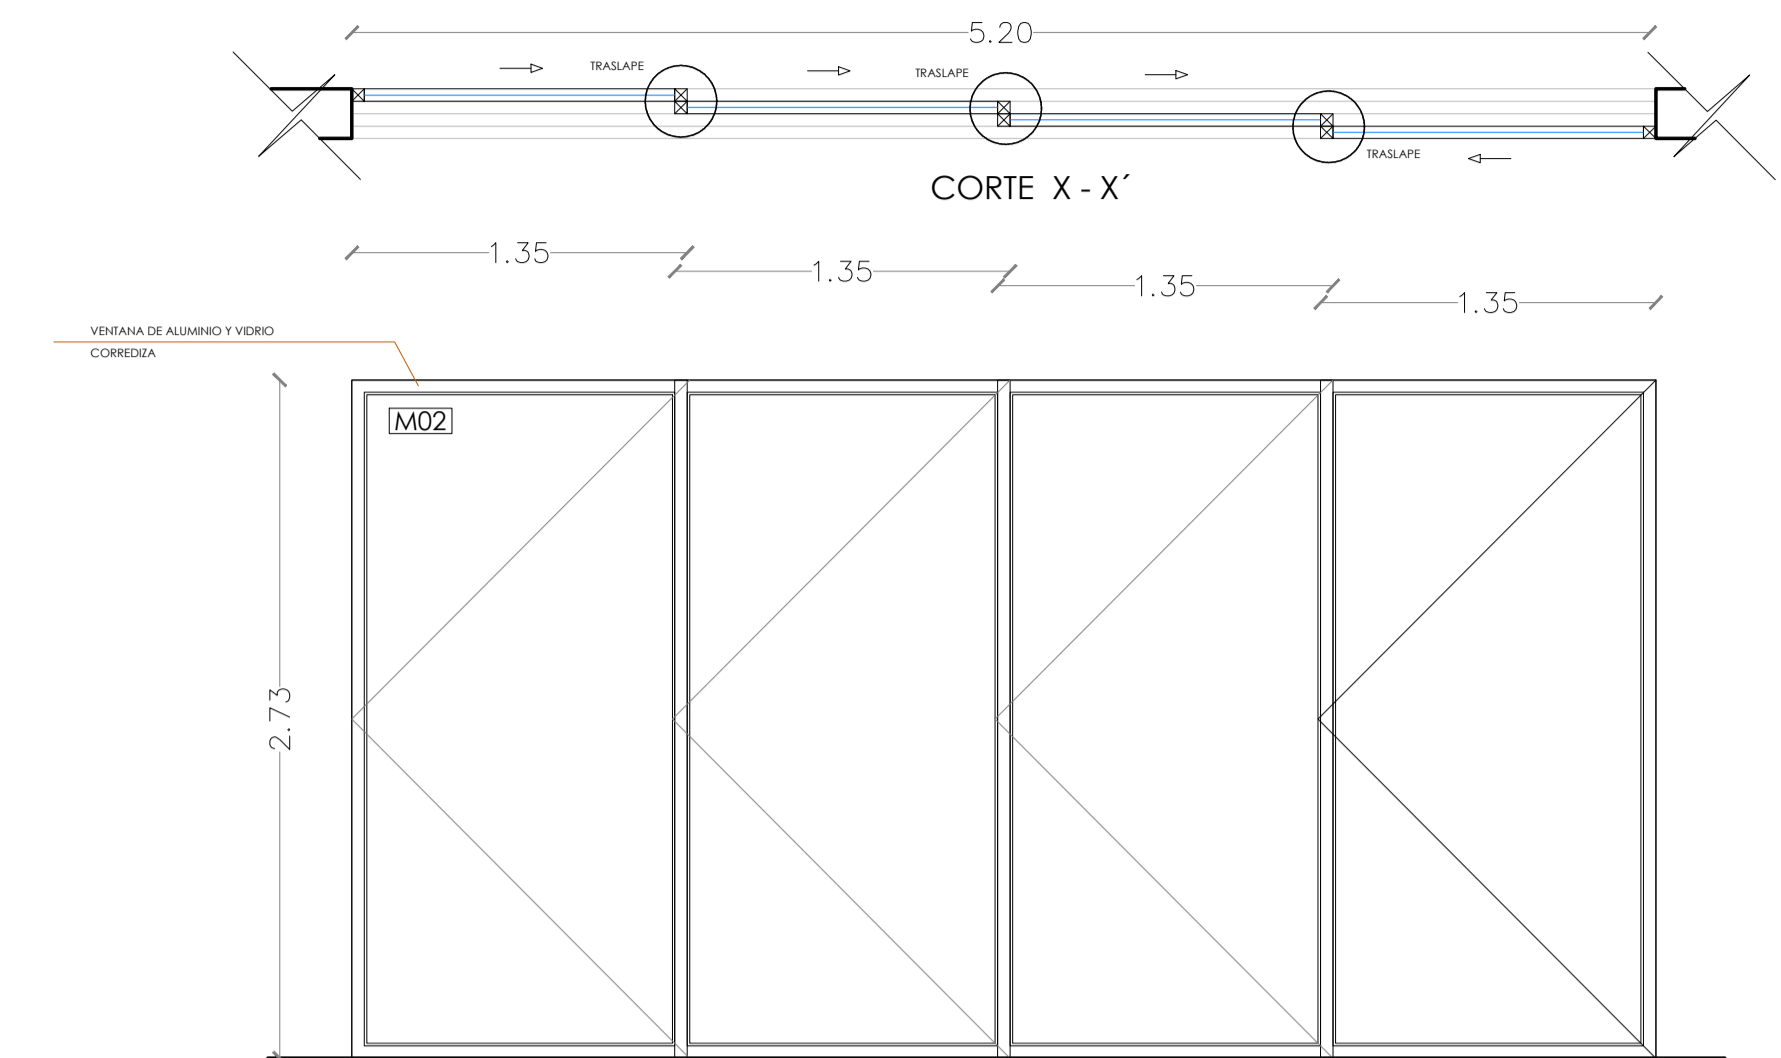 5.20
TRASLAPE
TRASLAPE
TRASLAPE
CORTE X - X´
1.35
1.35
1.35
1.35
VENTANA DE ALUMINIO Y VIDRIO
CORREDIZA
M02
2.73